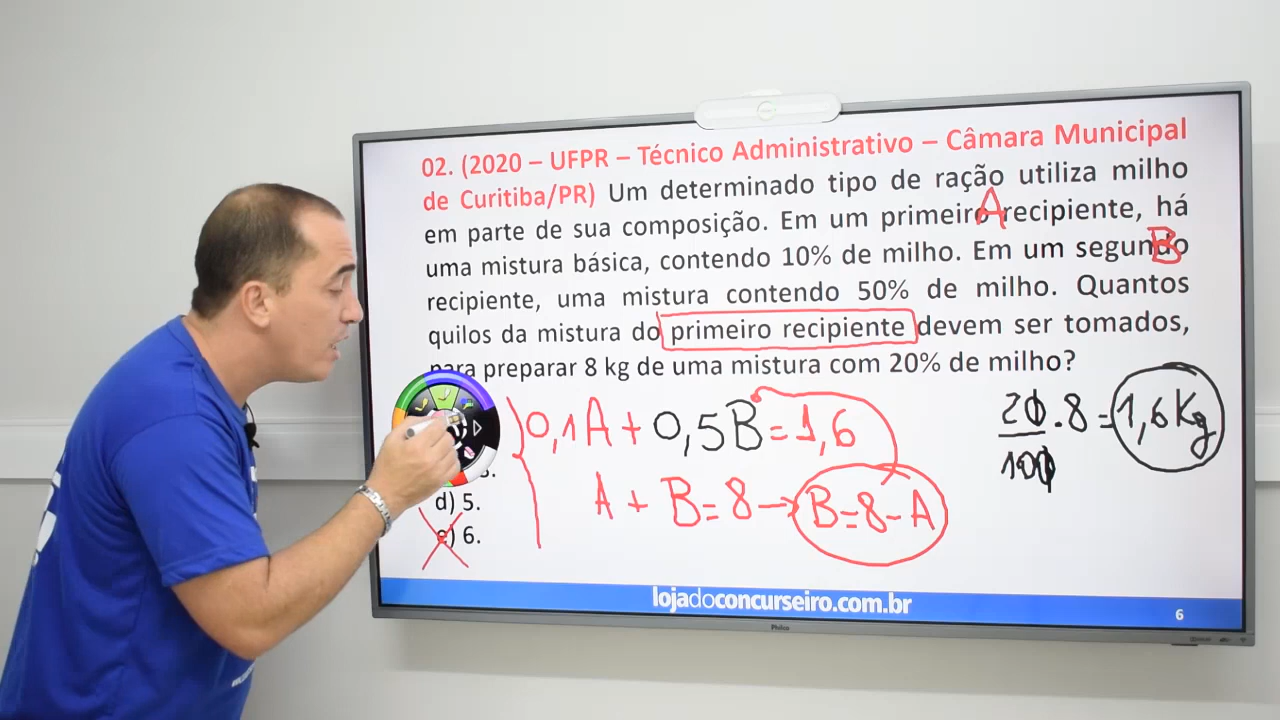 02. (2020 – UFPR – Técnico Administrativo – Câmara Municipal
de Curitiba/PR) Um determinado tipo de ração utiliza milho
em parte de sua composição. Em um primeiro A recipiente, há
uma mistura básica, contendo 10% de milho. Em um segundo B
recipiente, uma mistura contendo 50% de milho. Quantos
quilos da mistura do primeiro recipiente devem ser tomados,
para preparar 8 kg de uma mistura com 20% de milho?
0,1A + 0,5B = 1,6
20/100 . 8 = 1,6 Kg
d) 5.
A + B = 8 → B = 8 - A
e) 6.
lojadoconcurseiro.com.br
6
Philco